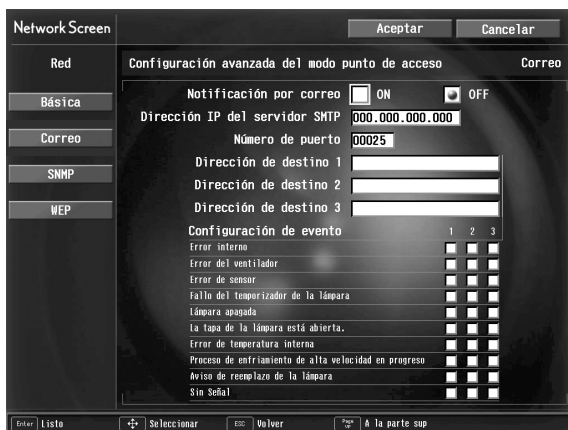 Network Screen
Aceptar
Cancelar
Red
Configuración avanzada del modo punto de acceso
Correo
Básica
Correo
SNMP
WEP
Notificación por correo ON OFF
Dirección IP del servidor SMTP 000.000.000.000
Número de puerto 00025
Dirección de destino 1
Dirección de destino 2
Dirección de destino 3
Configuración de evento 1 2 3
Error interno
Error del ventilador
Error de sensor
Fallo del temporizador de la lámpara
Lámpara apagada
La tapa de la lámpara está abierta.
Error de temperatura interna
Proceso de enfriamiento de alta velocidad en progreso
Aviso de reemplazo de la lámpara
Sin Señal
Enter Listo
Seleccionar
ESC Volver
Page UP A la parte sup